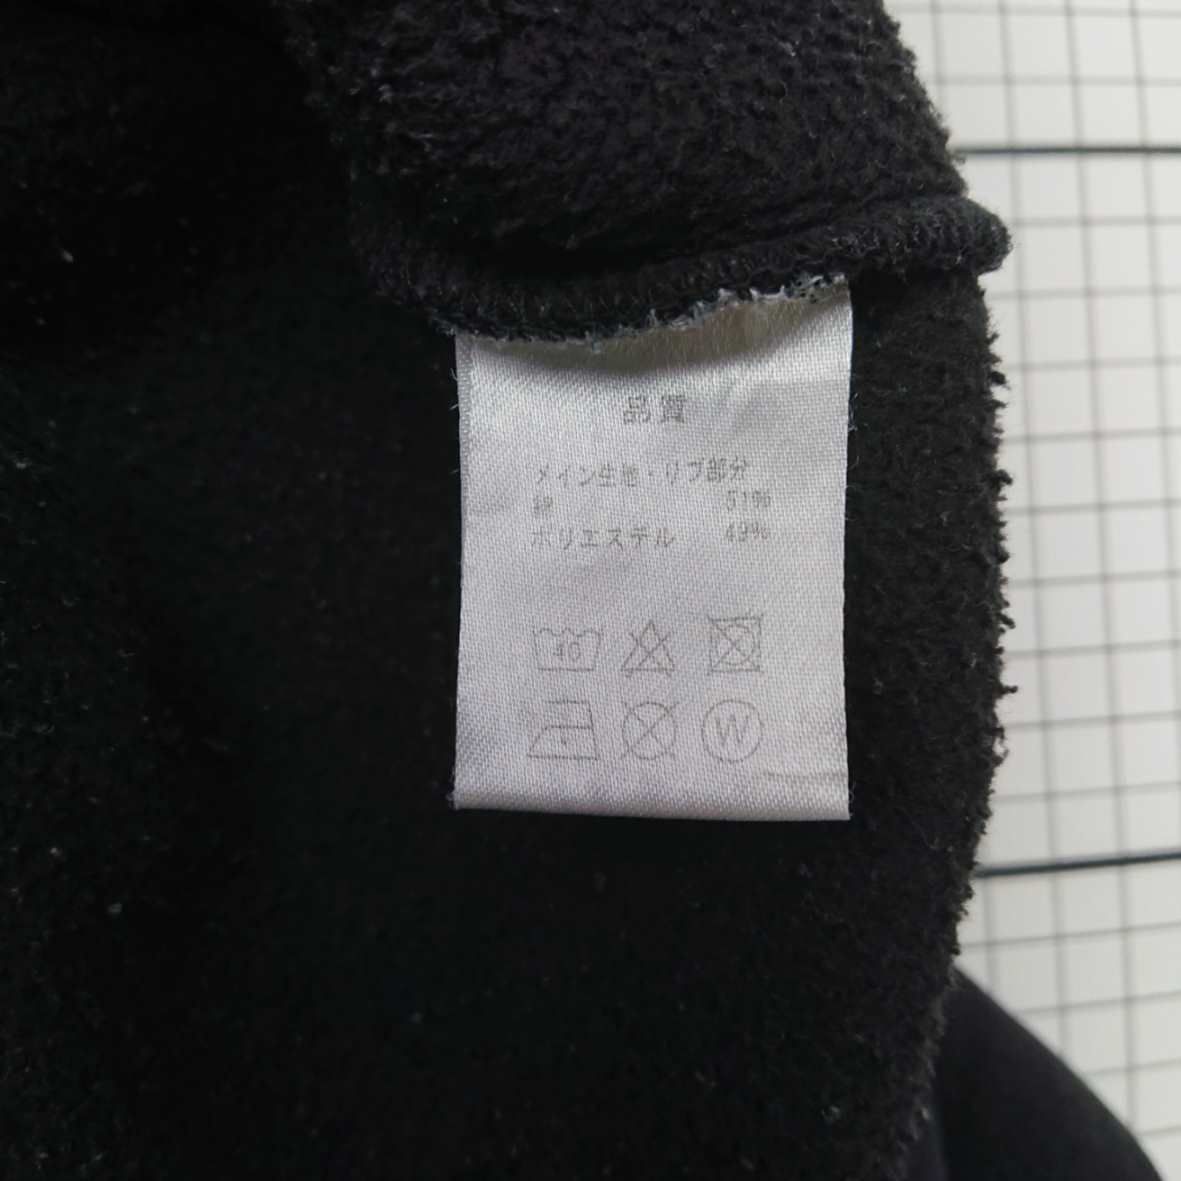 品質
メイン生地・リブ部分
綿 51%
ポリエステル 49%
40
W